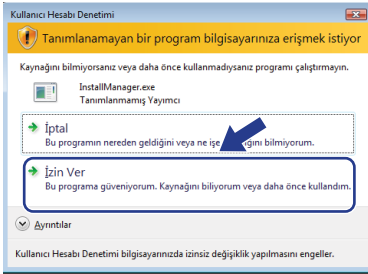 Kullanıcı Hesabı Denetimi
Tanımlanamayan bir program bilgisayarınıza erişmek istiyor
Kaynağını bilmiyorsanız veya daha önce kullanmadıysanız programı çalıştırmayın.
InstallManager.exe
Tanımlanmamış Yayımcı
İptal
Bu programın nereden geldiğini veya ne işe bilmiyorum.
İzin Ver
Bu programa güveniyorum. Kaynağını biliyorum veya daha önce kullandım.
Ayrıntılar
Kullanıcı Hesabı Denetimi bilgisayarınızda izinsiz değişiklik yapılmasını engeller.